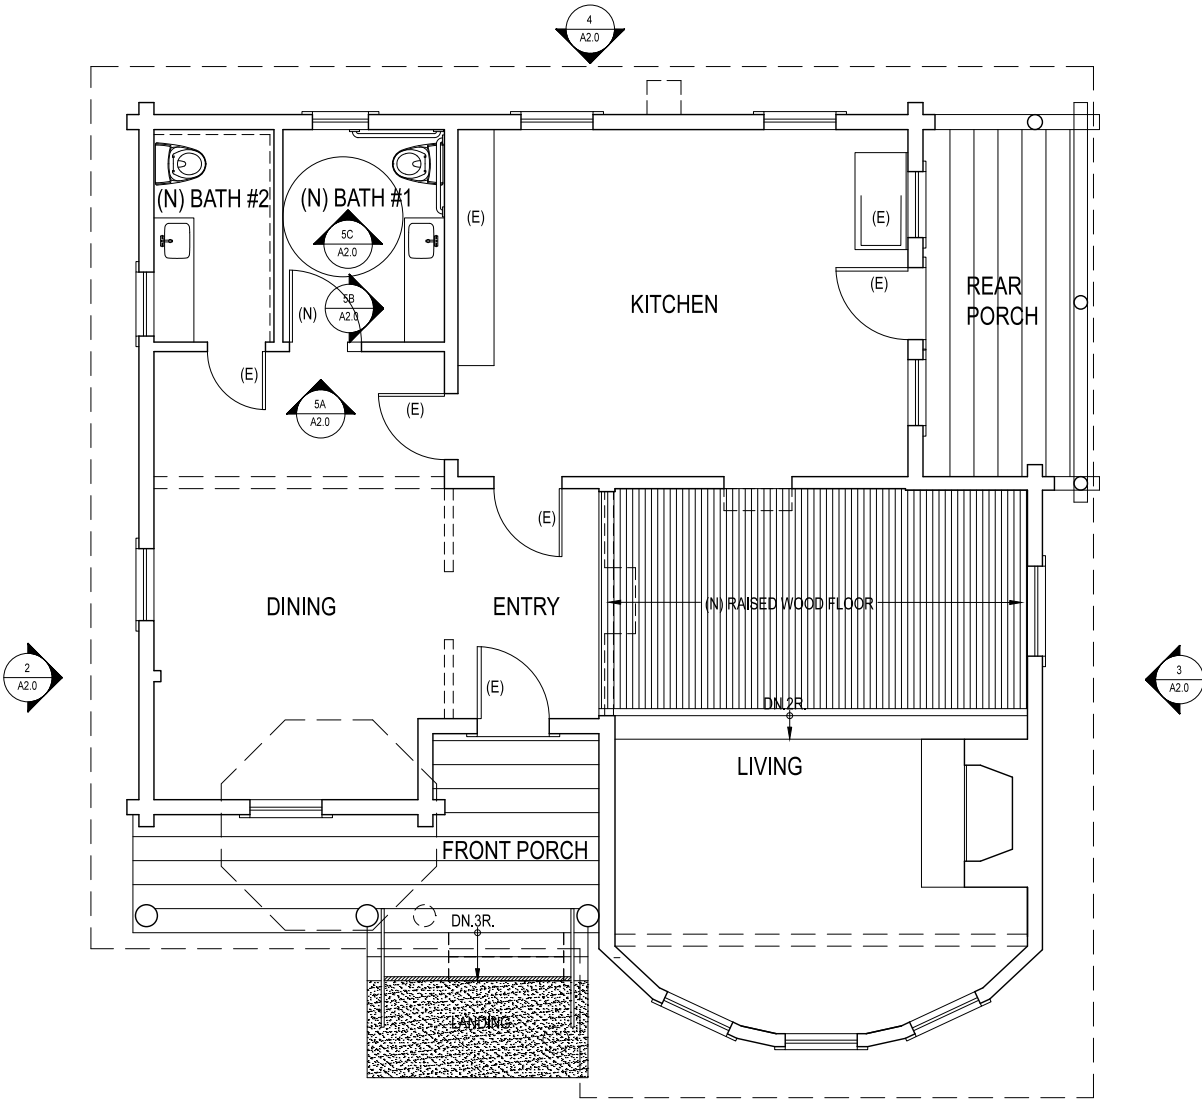 4
A2.0
(N) BATH #2
(N) BATH #1
5C
A2.0
(E)
(E)
(E)
KITCHEN
REAR
PORCH
5B
A2.0
(N)
(E)
5A
A2.0
(E)
(E)
DINING
ENTRY
(N) RAISED WOOD FLOOR
2
A2.0
(E)
3
A2.0
DN.2R.
LIVING
FRONT PORCH
DN.3R.
LANDING